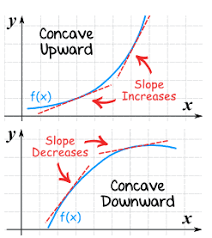 y
Concave
Upward
f(x)
Slope
Increases
x
y
Slope
Decreases
f(x)
Concave
Downward
x